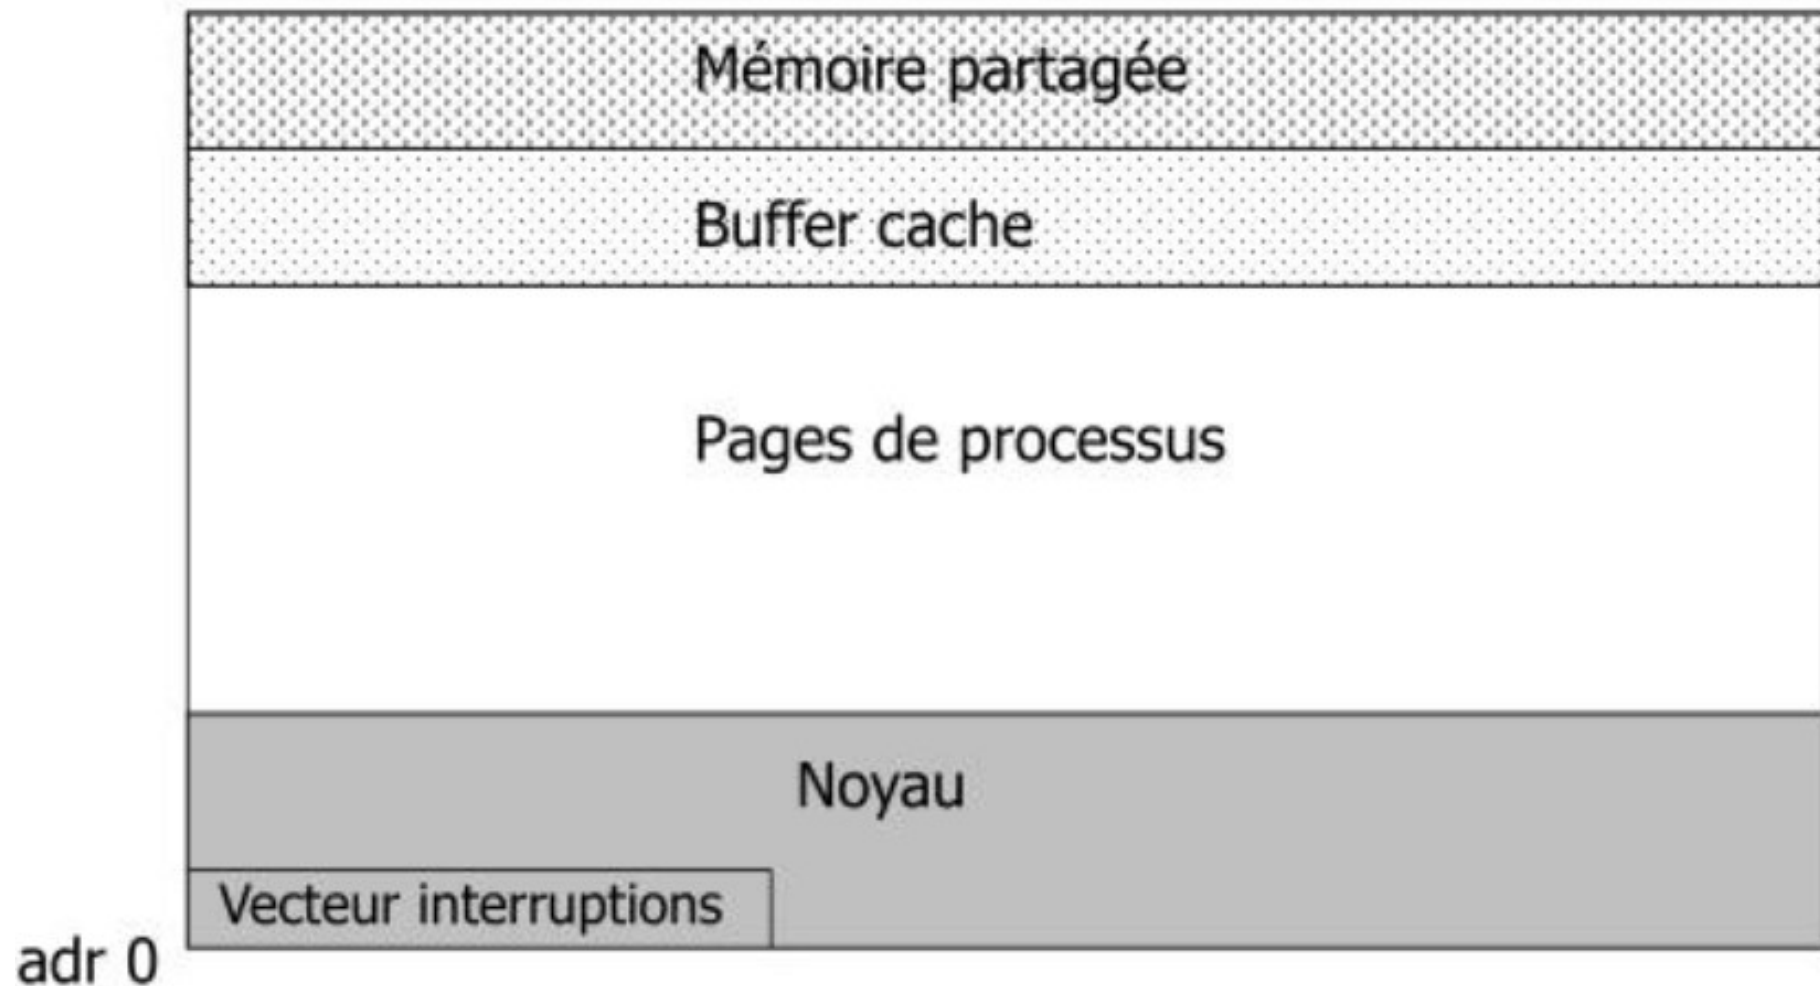 Mémoire partagée
Buffer cache
Pages de processus
Noyau
Vecteur interruptions
adr 0